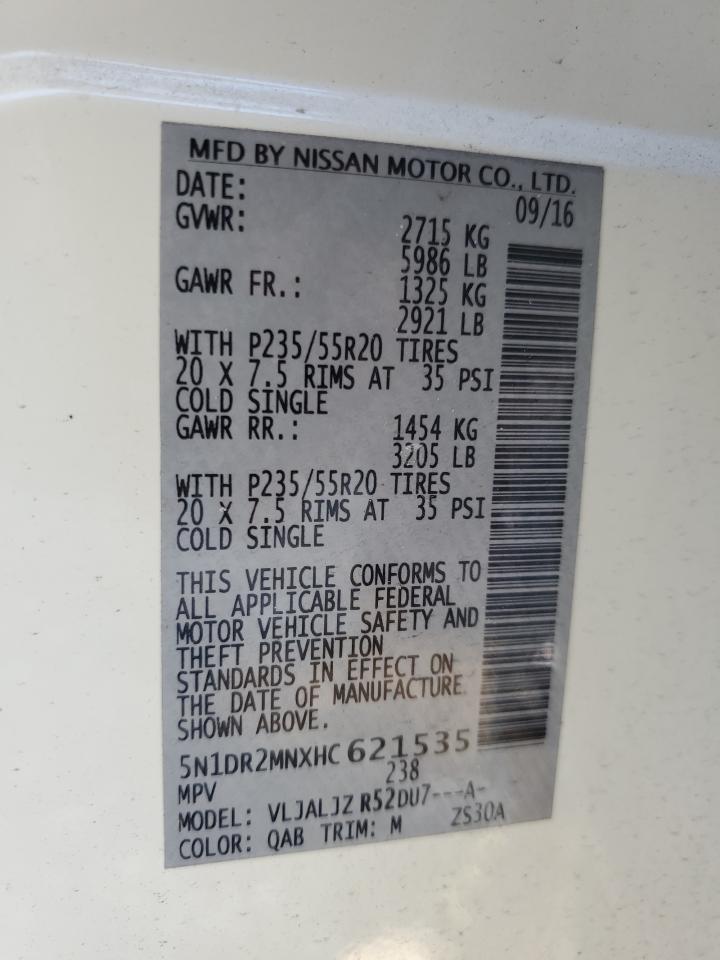 MFD BY NISSAN MOTOR CO., LTD.
DATE: 09/16
GVWR: 2715 KG
5986 LB
GAWR FR.: 1325 KG
2921 LB
WITH P235/55R20 TIRES
20 X 7.5 RIMS AT 35 PSI
COLD SINGLE
GAWR RR.: 1454 KG
3205 LB
WITH P235/55R20 TIRES
20 X 7.5 RIMS AT 35 PSI
COLD SINGLE
THIS VEHICLE CONFORMS TO
ALL APPLICABLE FEDERAL
MOTOR VEHICLE SAFETY AND
THEFT PREVENTION
STANDARDS IN EFFECT ON
THE DATE OF MANUFACTURE
SHOWN ABOVE.
5N1DR2MNXHC 621535
MPV 238
MODEL: VLJALJZ R52DU7---A-
COLOR: QAB TRIM: M ZS30A